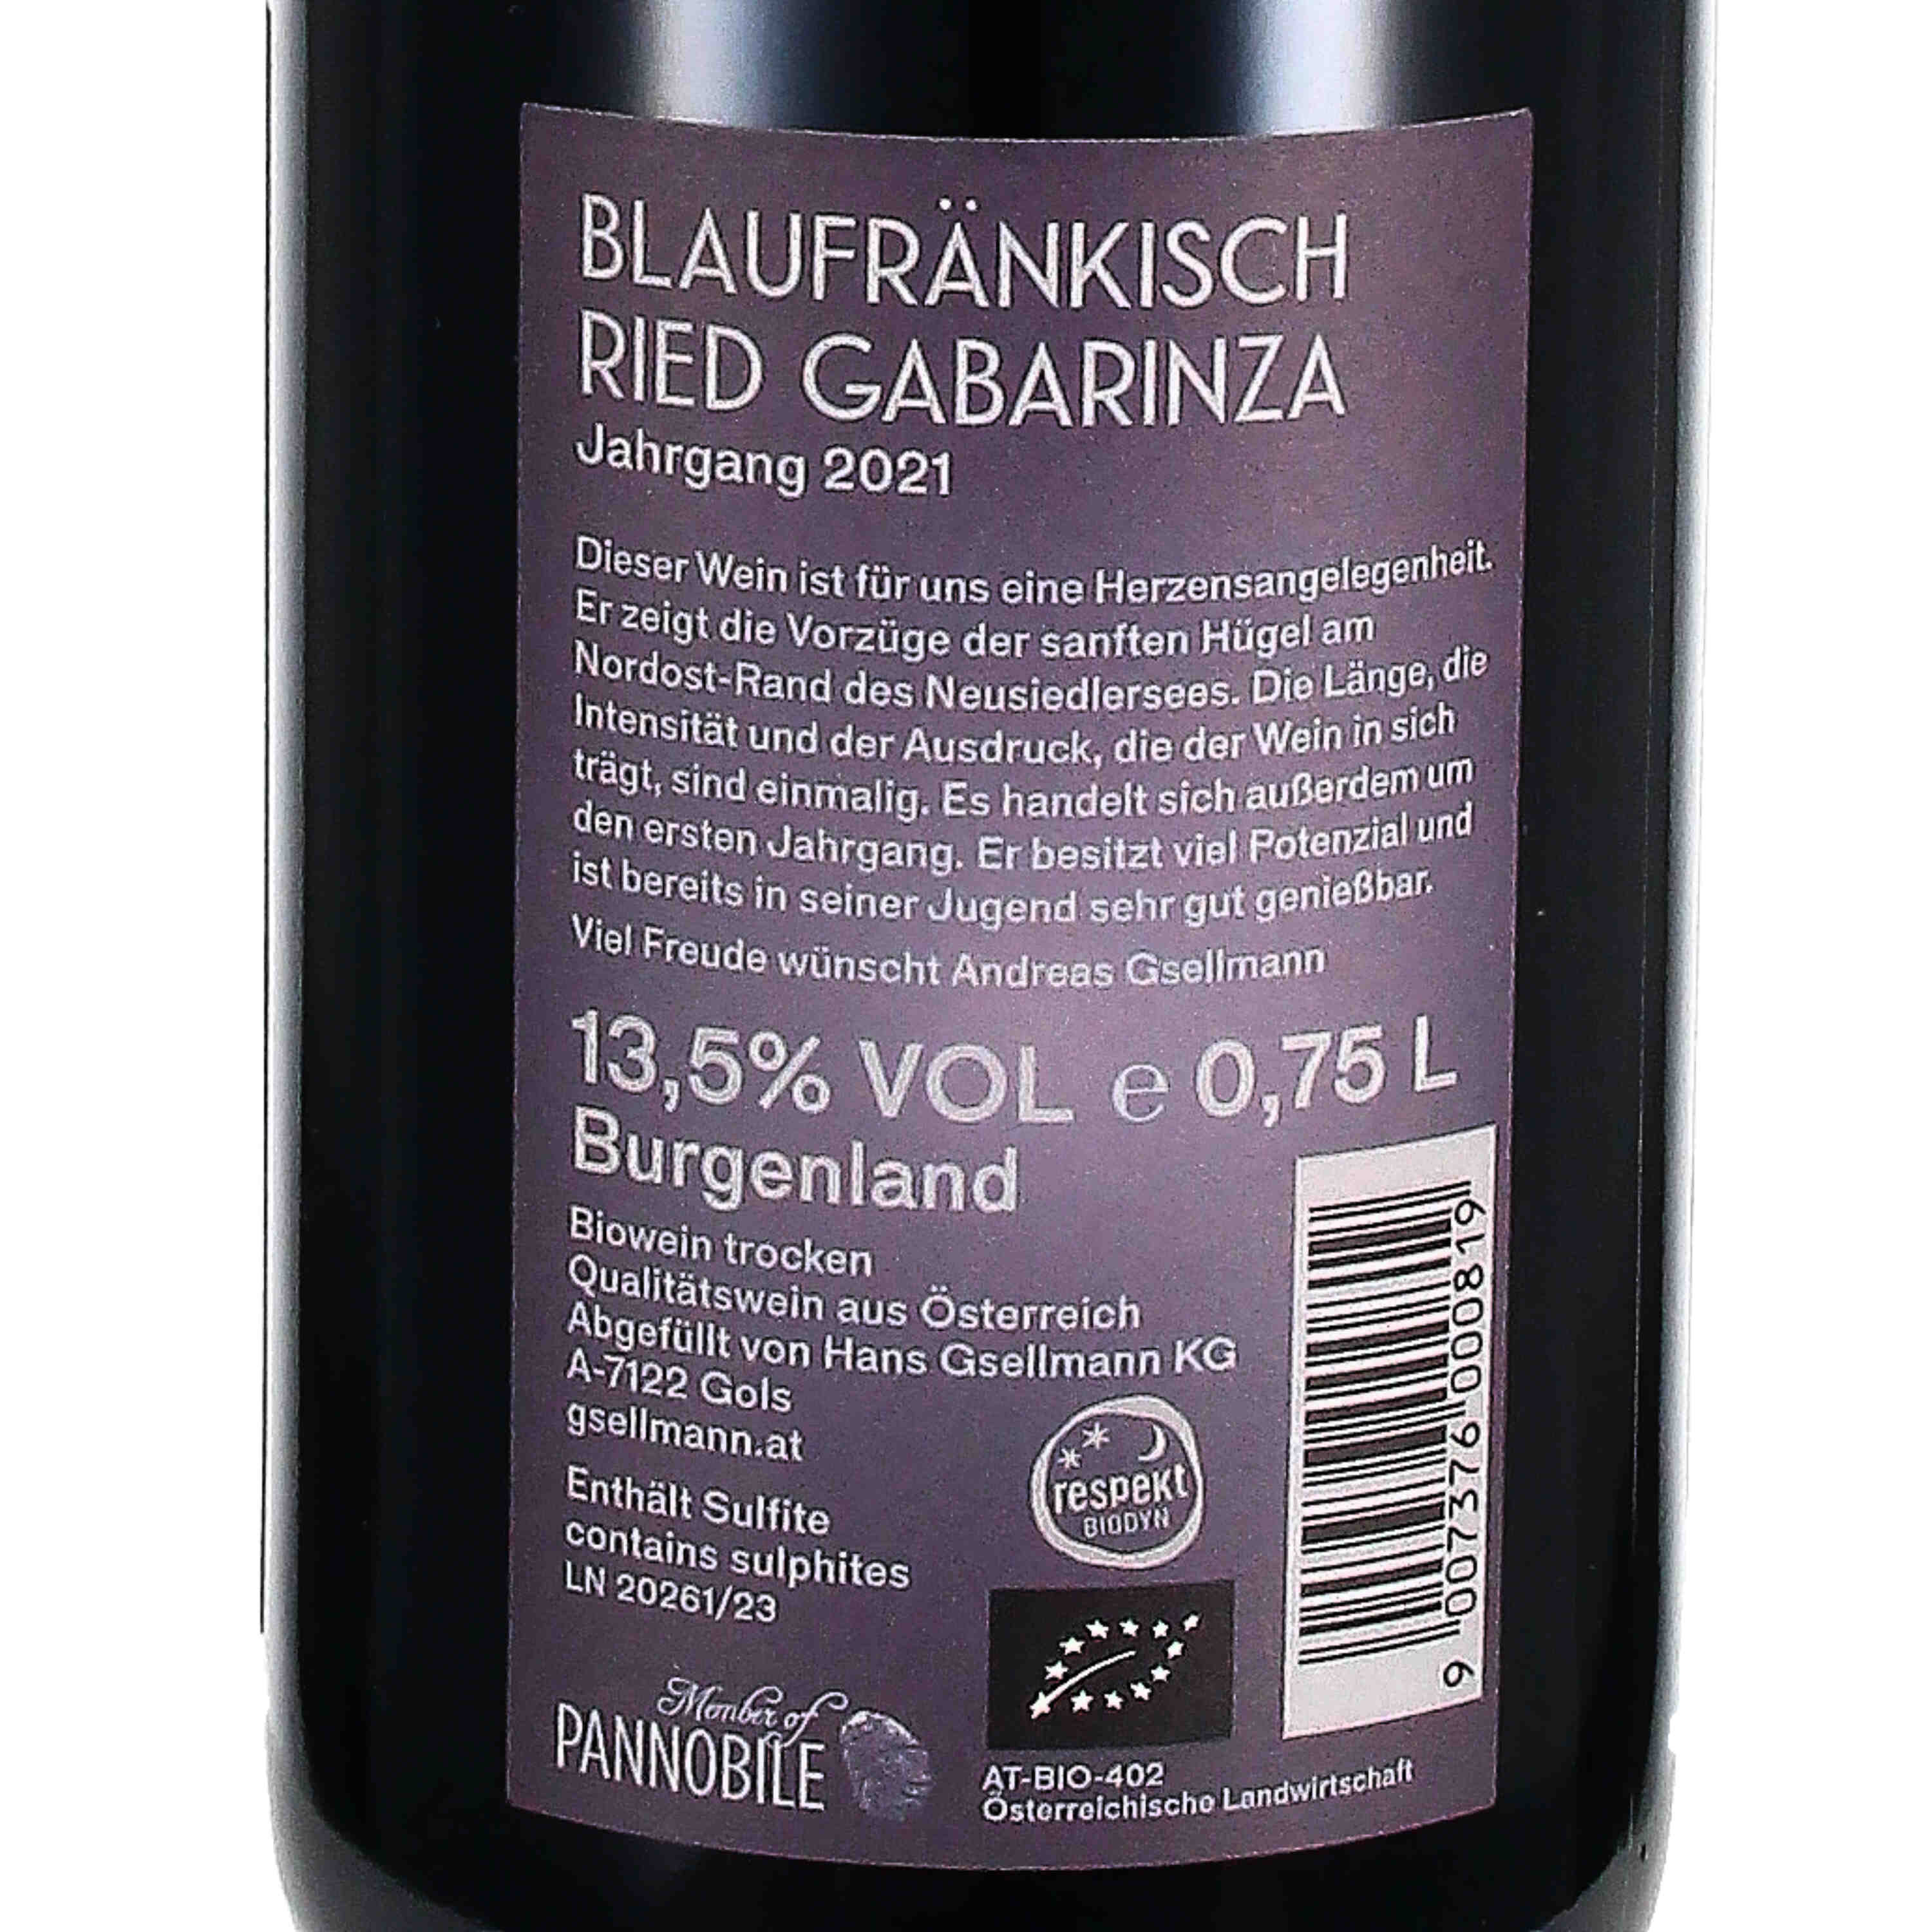 BLAUFRÄNKISCH
RIED GABARINZA
Jahrgang 2021
Dieser Wein ist für uns eine Herzensangelegenheit.
Er zeigt die Vorzüge der sanften Hügel am
Nordost-Rand des Neusiedlersees. Die Länge, die
Intensität und der Ausdruck, die der Wein in sich
trägt, sind einmalig. Es handelt sich außerdem um
den ersten Jahrgang. Er besitzt viel Potenzial und
ist bereits in seiner Jugend sehr gut genießbar.
Viel Freude wünscht Andreas Gsellmann
13,5% VOL e 0,75 L
Burgenland
Biowein trocken
Qualitätswein aus Österreich
Abgefüllt von Hans Gsellmann KG
A-7122 Gols
gsellmann.at
Enthält Sulfite
contains sulphites
LN 20261/23
Member of
PANNOBILE
respekt
BIODYN
AT-BIO-402
Österreichische Landwirtschaft
9 007376 000819